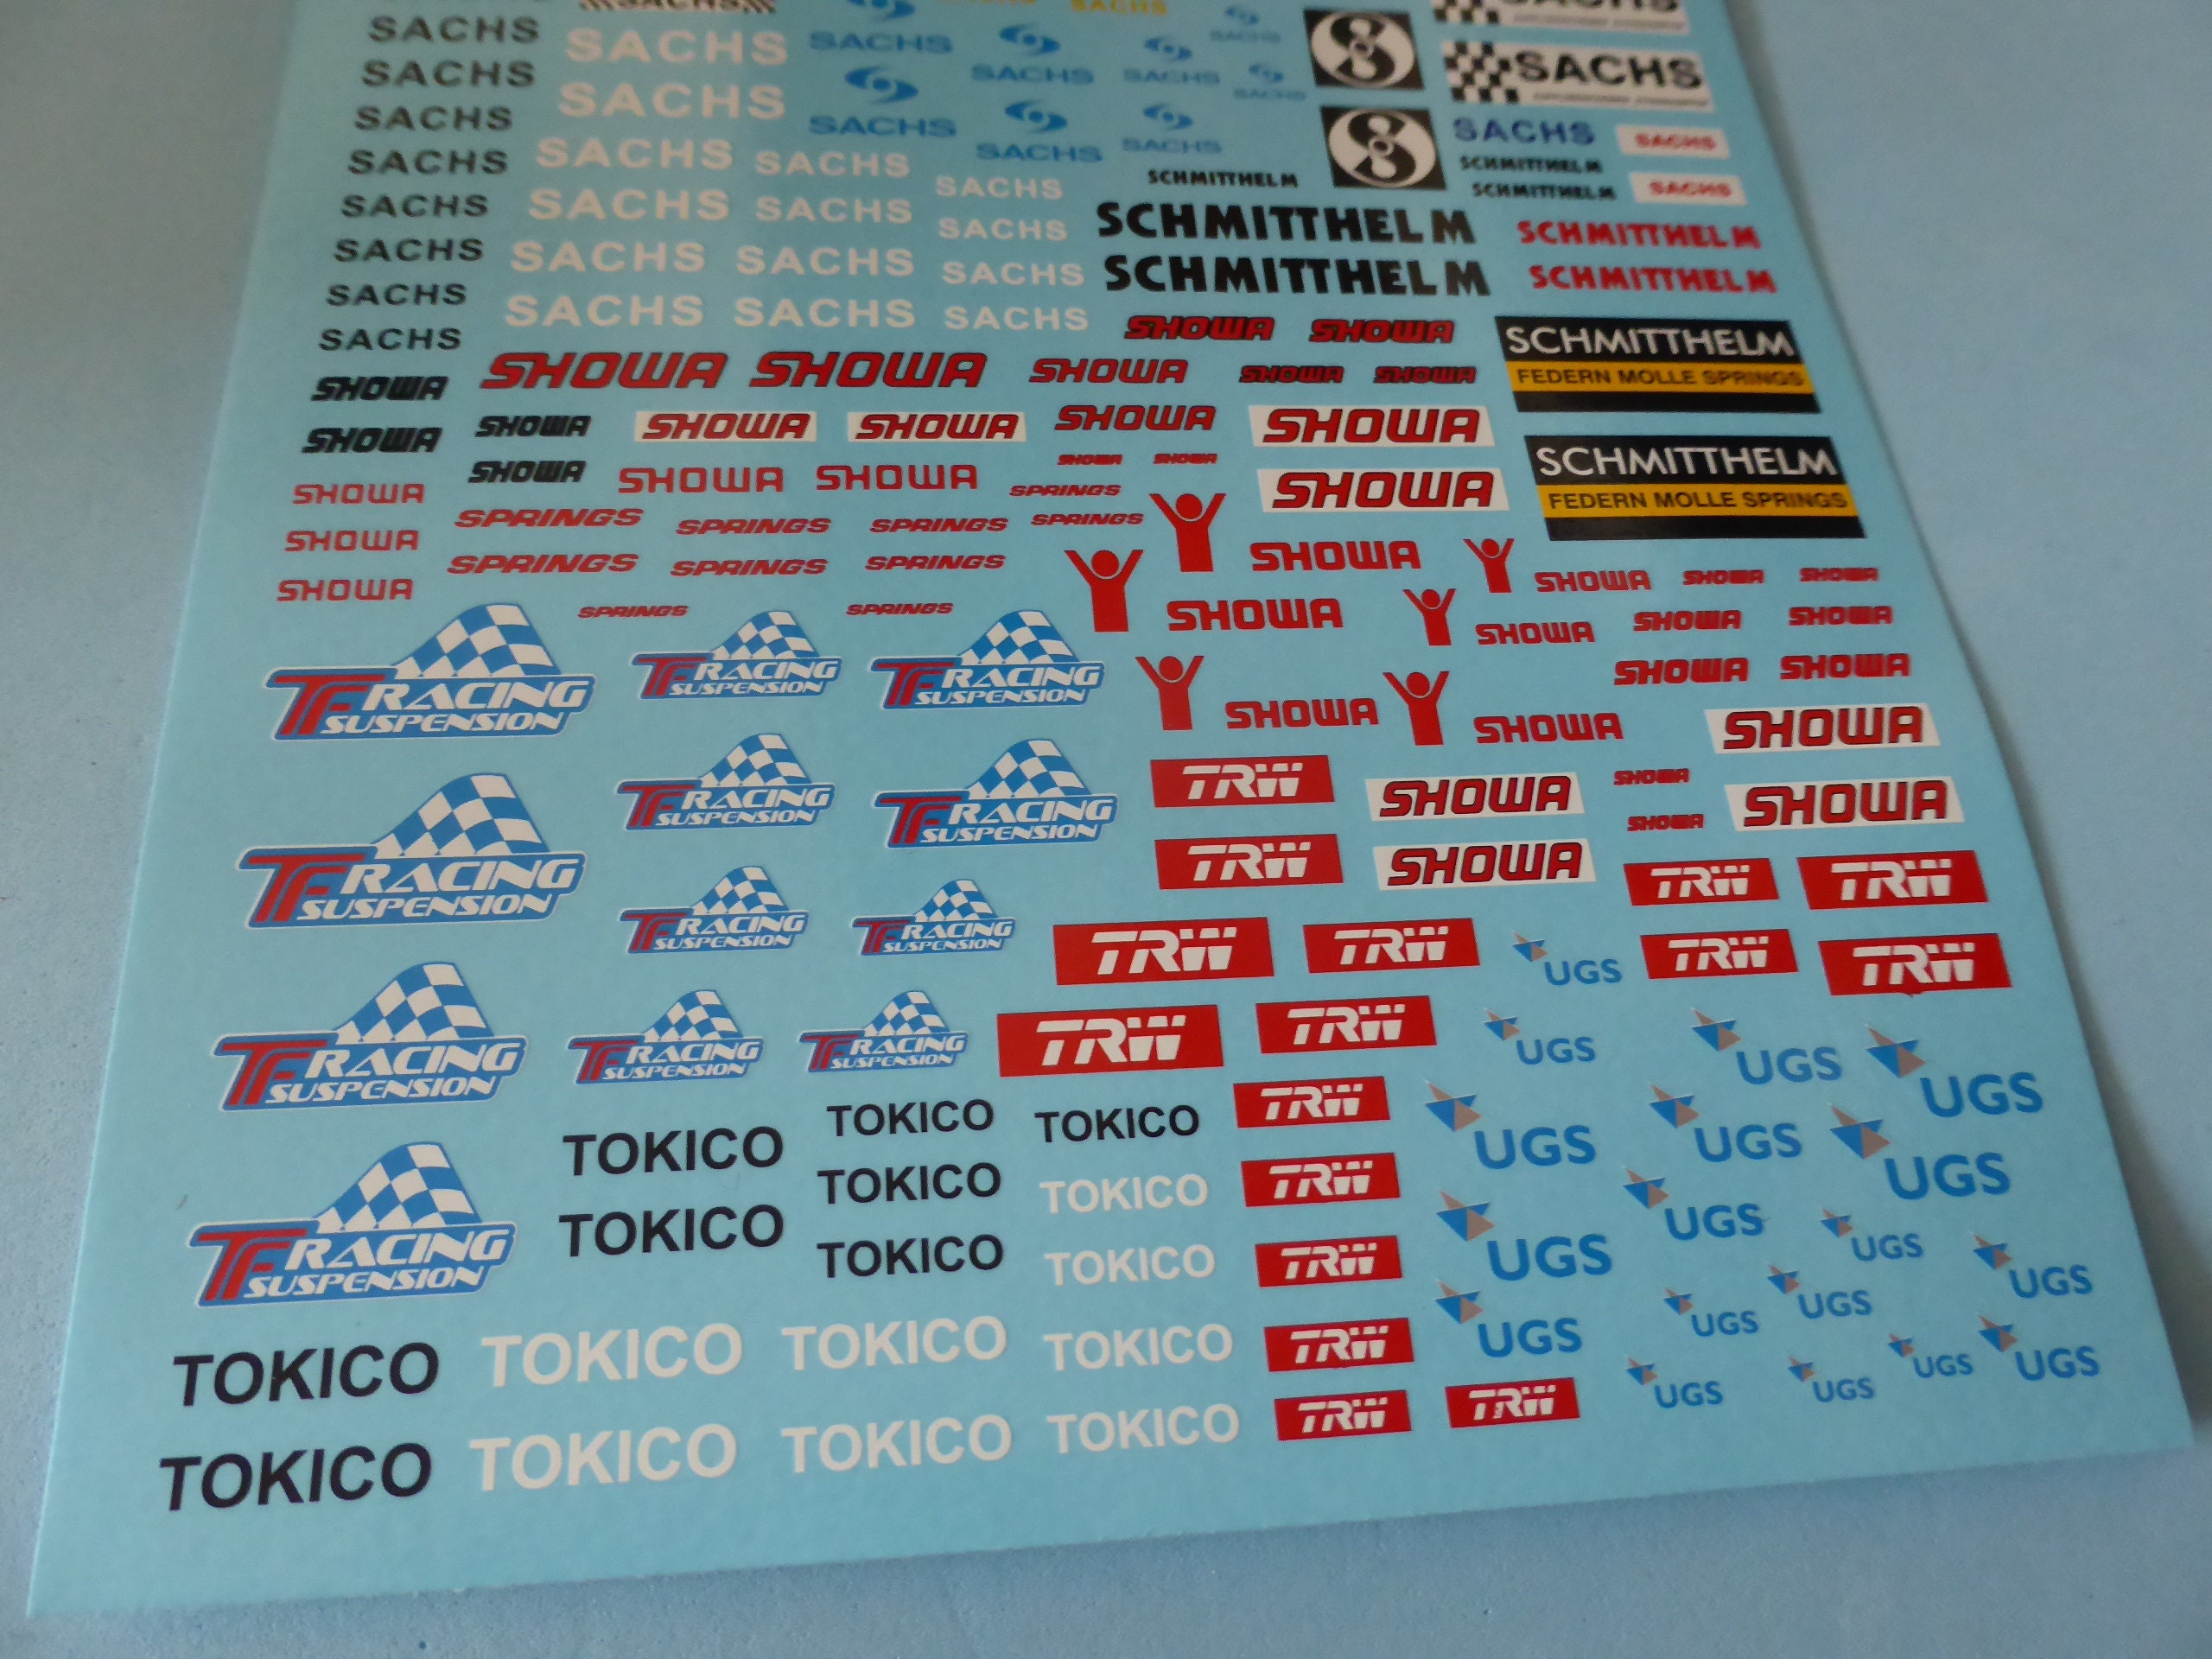 SACHS
SACHS
SACHS SACHS SACHS
SACHS SACHS SACHS SACHS SACHS
SACHS SACHS SACHS SACHS
SACHS SACHS SACHS SACHS SACHS SACHS
SACHS SACHS SACHS SACHS SCHMITTHELM SCHMITTHELM
SCHMITTHELM SACHS
SACHS SACHS SACHS SACHS SCHMITTHELM SCHMITTHELM
SACHS SACHS SACHS SACHS SCHMITTHELM SCHMITTHELM
SACHS SACHS SACHS SACHS
SACHS SHOWA SHOWA SCHMITTHELM
FEDERN MOLLE SPRINGS
SHOWA SHOWA SHOWA SHOWA SHOWA SHOWA
SHOWA SHOWA SHOWA SHOWA SHOWA SHOWA
SCHMITTHELM
FEDERN MOLLE SPRINGS
SHOWA SHOWA SHOWA SHOWA SHOWA SHOWA
SHOWA SPRINGS SHOWA
SPRINGS SPRINGS SPRINGS SPRINGS
SHOWA SHOWA
SPRINGS SPRINGS SPRINGS SHOWA SHOWA SHOWA
SHOWA SPRINGS SPRINGS SHOWA SHOWA SHOWA SHOWA
SHOWA SHOWA
TF RACING SUSPENSION TF RACING SUSPENSION TF RACING SUSPENSION
SHOWA SHOWA SHOWA
TF RACING SUSPENSION TF RACING SUSPENSION TF RACING SUSPENSION
TRW SHOWA SHOWA SHOWA
TRW SHOWA SHOWA
TRW TRW
TF RACING SUSPENSION TF RACING SUSPENSION
TRW TRW UGS TRW TRW
TF RACING SUSPENSION TF RACING SUSPENSION TF RACING SUSPENSION
TRW TRW UGS UGS UGS
TOKICO TOKICO TRW
TOKICO UGS UGS UGS
TOKICO TOKICO TRW
TF RACING SUSPENSION
TOKICO TOKICO TOKICO TRW UGS UGS UGS UGS
TOKICO TOKICO TOKICO TOKICO TRW UGS UGS UGS
UGS UGS UGS UGS
TOKICO TOKICO TOKICO TOKICO TRW TRW